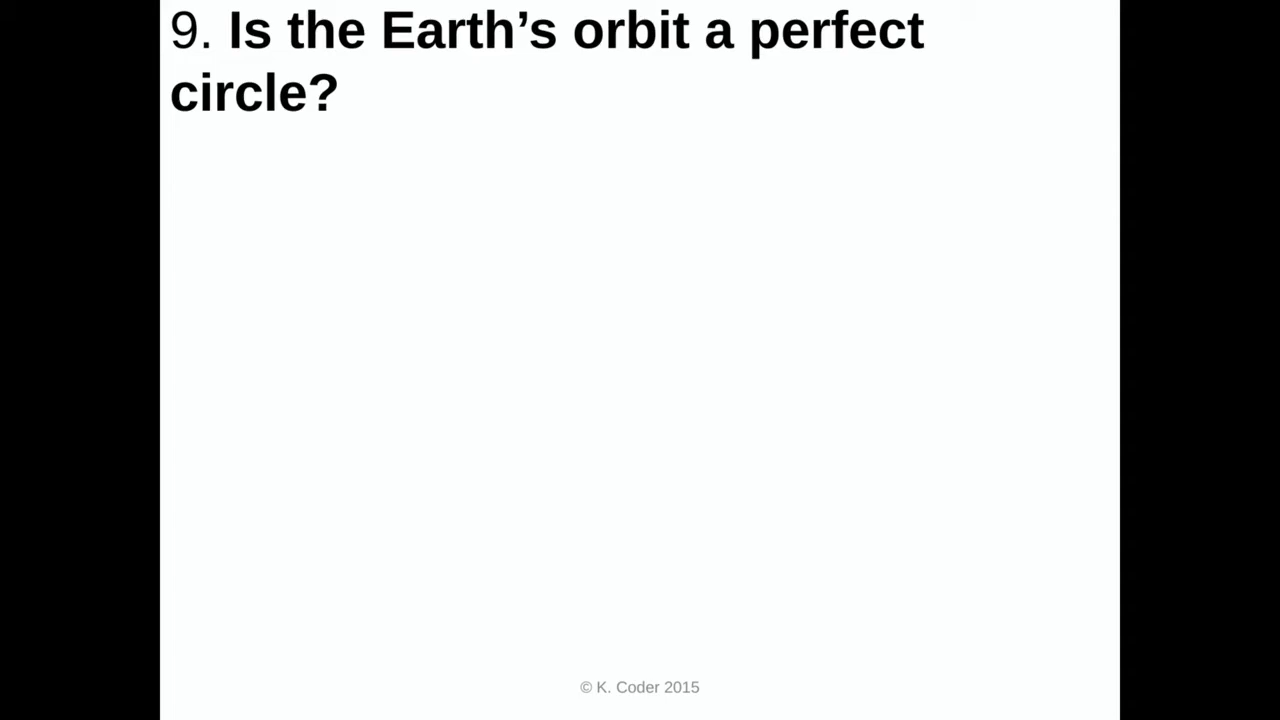 9. Is the Earth’s orbit a perfect
circle?
© K. Coder 2015